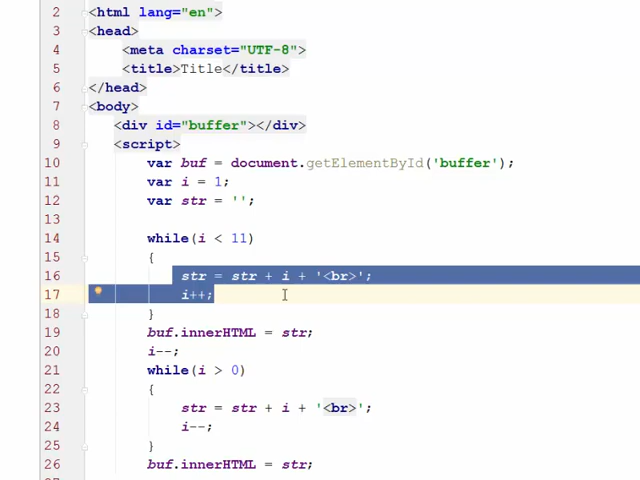 2 <html lang="en">
3 <head>
4 <meta charset="UTF-8">
5 <title>Title</title>
6 </head>
7 <body>
8 <div id="buffer"></div>
9 <script>
10 var buf = document.getElementById('buffer');
11 var i = 1;
12 var str = '';
13
14 while(i < 11)
15 {
16 str = str + i + '<br>';
17 i++;
18 }
19 buf.innerHTML = str;
20 i--;
21 while(i > 0)
22 {
23 str = str + i + '<br>';
24 i--;
25 }
26 buf.innerHTML = str;